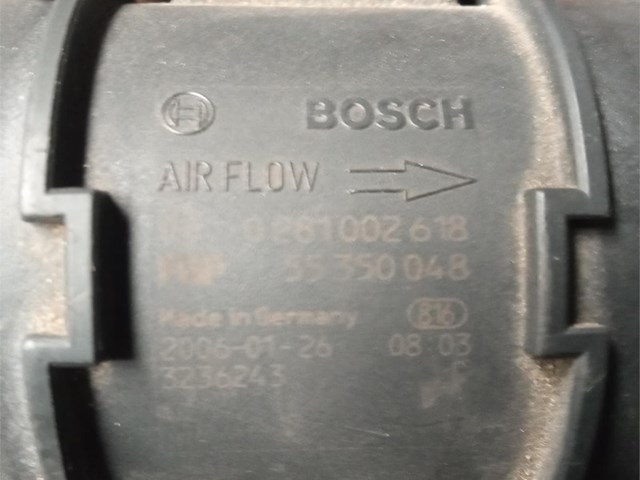 BOSCH
AIR FLOW
0 281 002 618
55 350 048
Made in Germany 816
2006-01-26 08:03
3236243